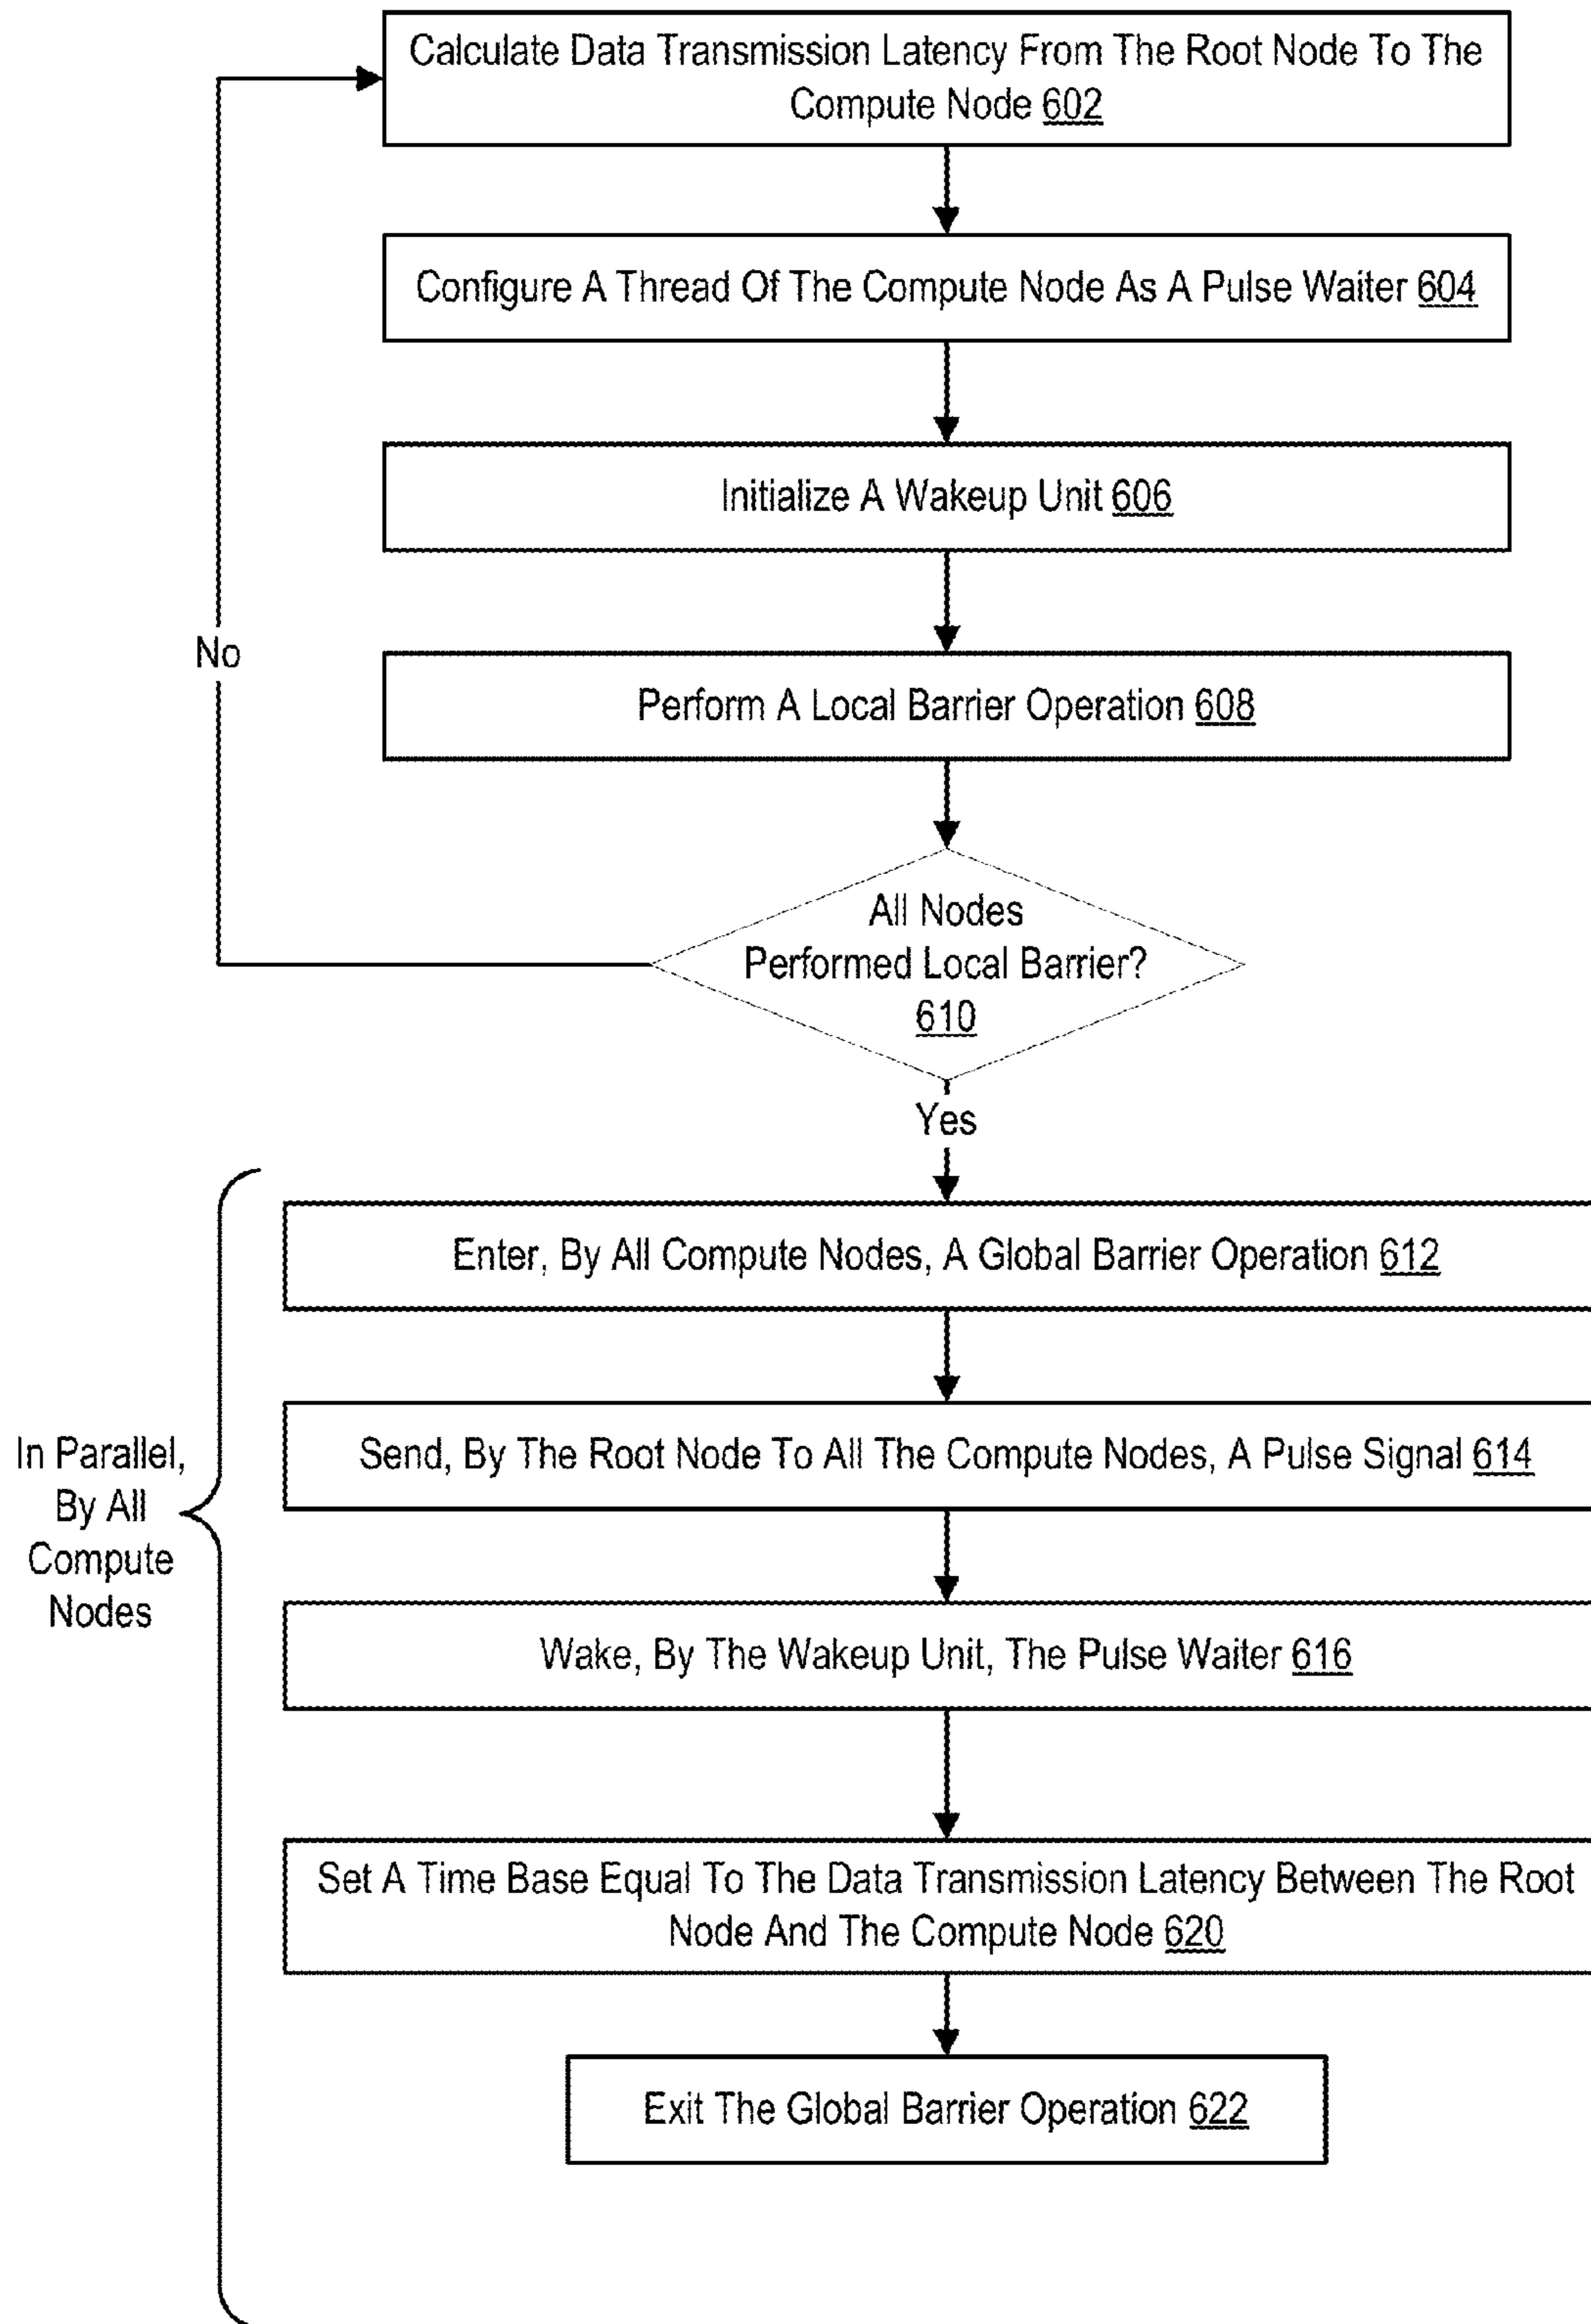 Calculate Data Transmission Latency From The Root Node To The
Compute Node 602
Configure A Thread Of The Compute Node As A Pulse Waiter 604
Initialize A Wakeup Unit 606
No
Perform A Local Barrier Operation 608
All Nodes
Performed Local Barrier?
610
Yes
Enter, By All Compute Nodes, A Global Barrier Operation 612
In Parallel,
By All
Compute
Nodes
Send, By The Root Node To All The Compute Nodes, A Pulse Signal 614
Wake, By The Wakeup Unit, The Pulse Waiter 616
Set A Time Base Equal To The Data Transmission Latency Between The Root
Node And The Compute Node 620
Exit The Global Barrier Operation 622